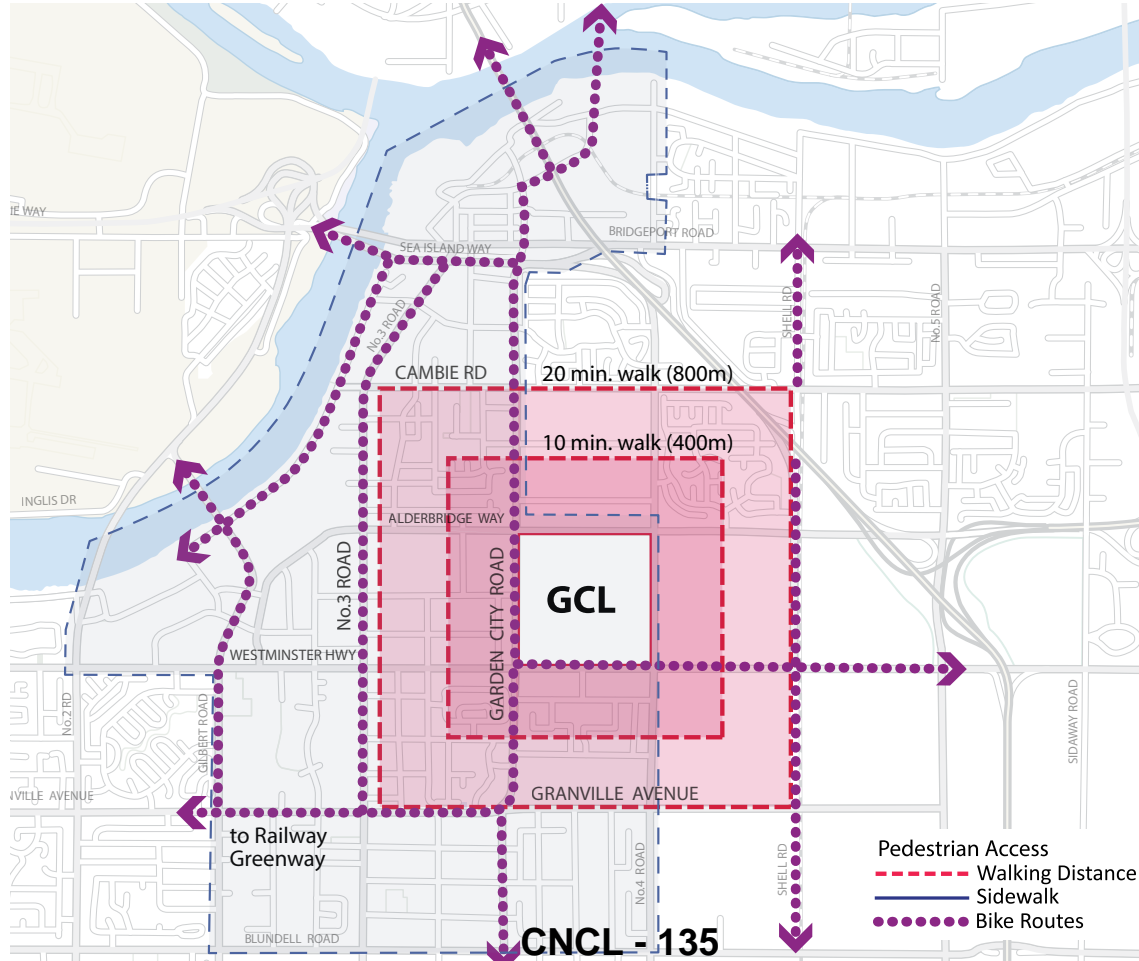 IE WAY
SEA ISLAND WAY
BRIDGEPORT ROAD
SHELL RD
No.5 ROAD
No.3 ROAD
CAMBIE RD
20 min. walk (800m)
10 min. walk (400m)
INGLIS DR
ALDERBRIDGE WAY
No.3 ROAD
GARDEN CITY ROAD
GCL
WESTMINSTER HWY
No.2 RD
GILBERT ROAD
SIDAWAY ROAD
NVILLE AVENUE
GRANVILLE AVENUE
to Railway
Greenway
No.4 ROAD
SHELL RD
Pedestrian Access
Walking Distance
Sidewalk
Bike Routes
BLUNDELL ROAD
CNCL - 135